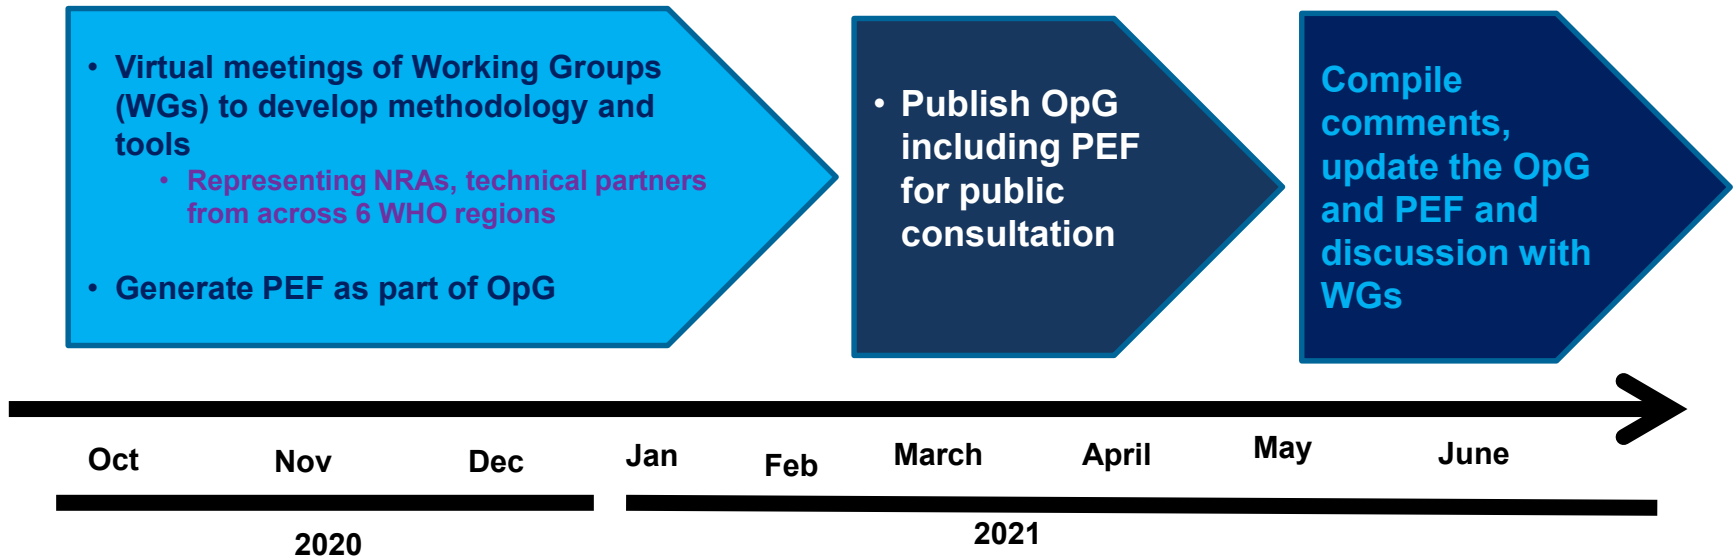 • Virtual meetings of Working Groups
(WGs) to develop methodology and
tools
• Representing NRAs, technical partners
from across 6 WHO regions
• Generate PEF as part of OpG
• Publish OpG
including PEF
for public
consultation
Compile
comments,
update the OpG
and PEF and
discussion with
WGs
Oct
Nov
Dec
Jan
Feb
March
April
May
June
2020
2021